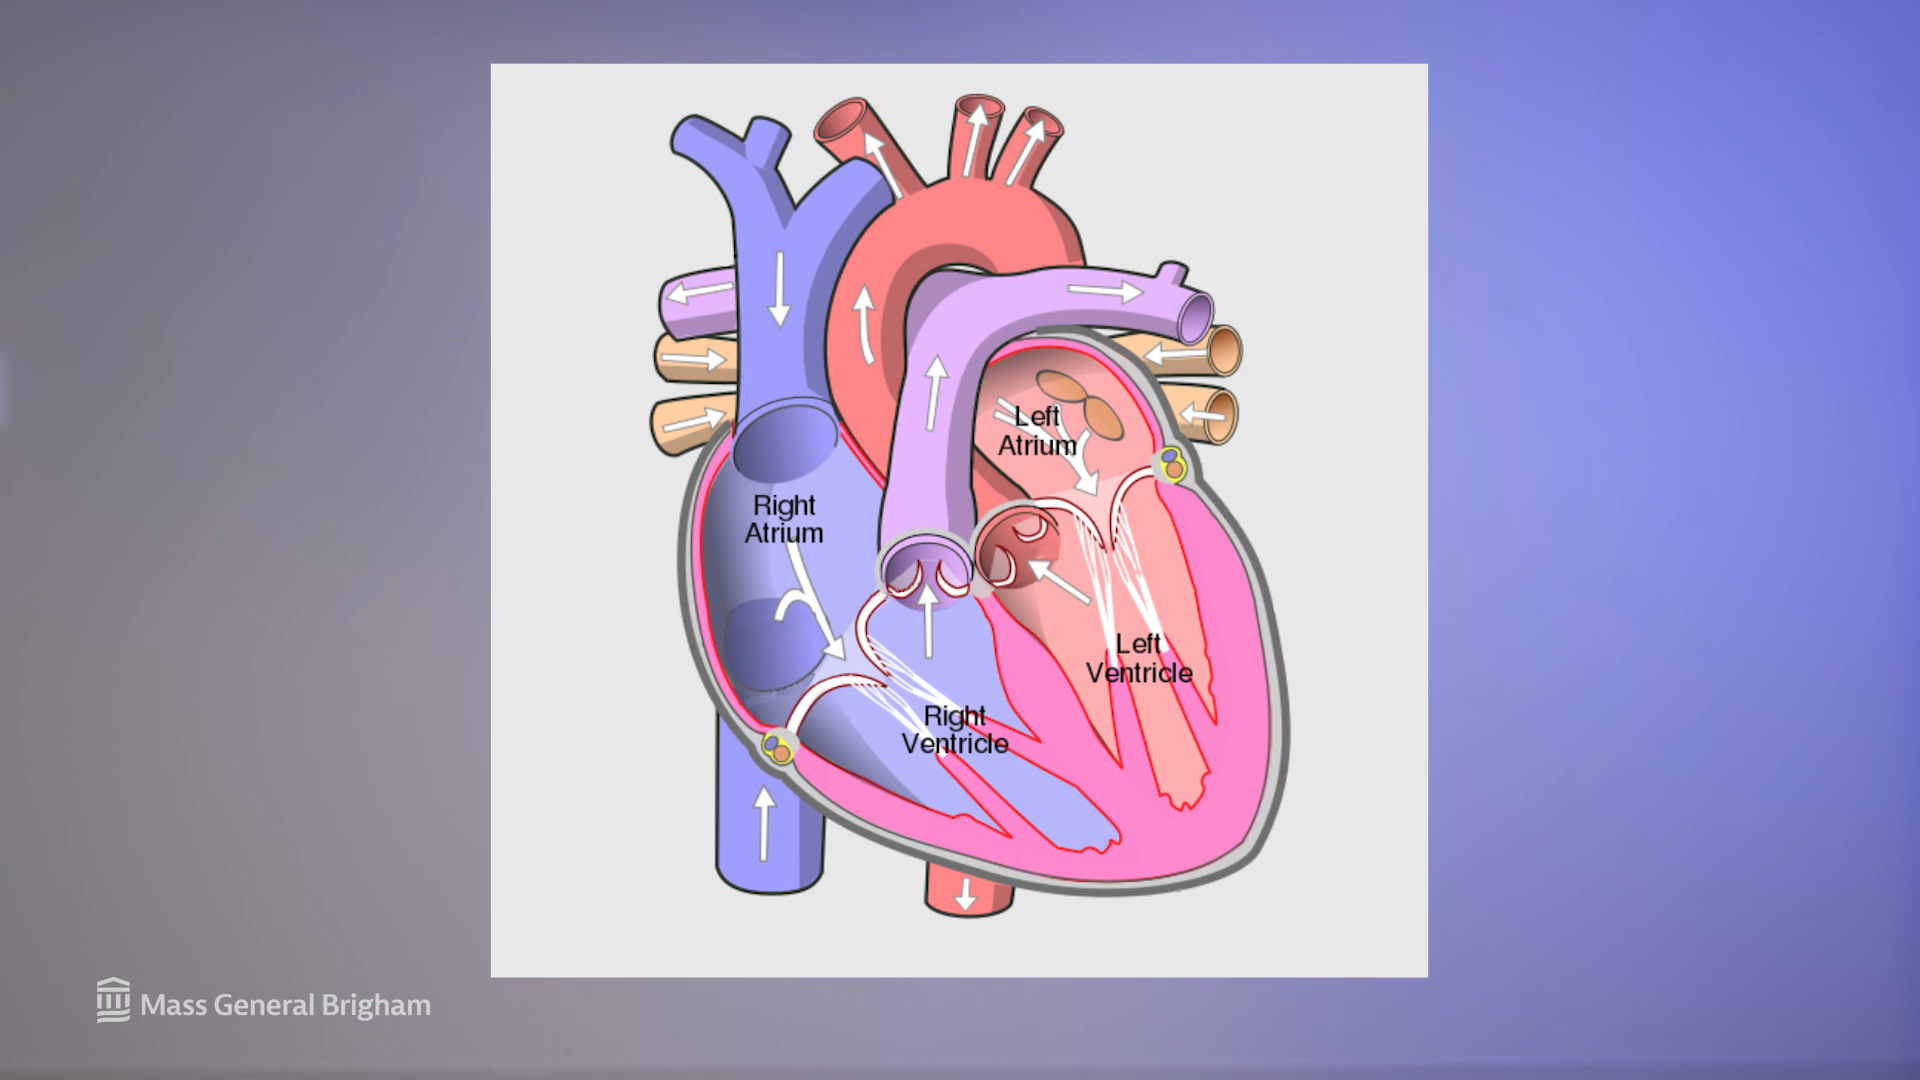 Left
Atrium
Right
Atrium
Left
Ventricle
Right
Ventricle
Mass General Brigham